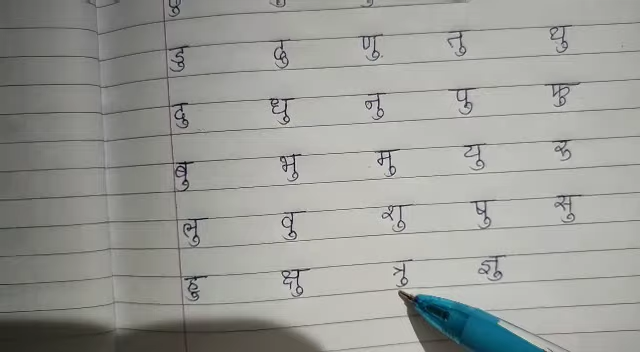 डु ढु णु तु थु
दु धु नु पु फु
बु भु मु यु रु
लु वु शु षु सु
हु क्षु त्रु ज्ञु